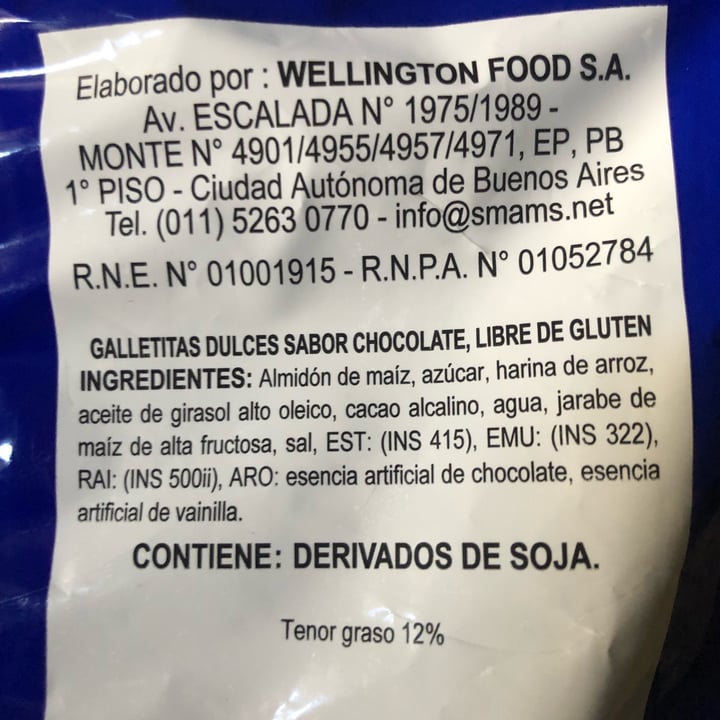 Elaborado por : WELLINGTON FOOD S.A.
Av. ESCALADA N° 1975/1989 -
MONTE N° 4901/4955/4957/4971, EP, PB
1° PISO - Ciudad Autónoma de Buenos Aires
Tel. (011) 5263 0770 - info@smams.net
R.N.E. N° 01001915 - R.N.P.A. N° 01052784
GALLETITAS DULCES SABOR CHOCOLATE, LIBRE DE GLUTEN
INGREDIENTES: Almidón de maíz, azúcar, harina de arroz,
aceite de girasol alto oleico, cacao alcalino, agua, jarabe de
maíz de alta fructosa, sal, EST: (INS 415), EMU: (INS 322),
RAI: (INS 500ii), ARO: esencia artificial de chocolate, esencia
artificial de vainilla.
CONTIENE: DERIVADOS DE SOJA.
Tenor graso 12%